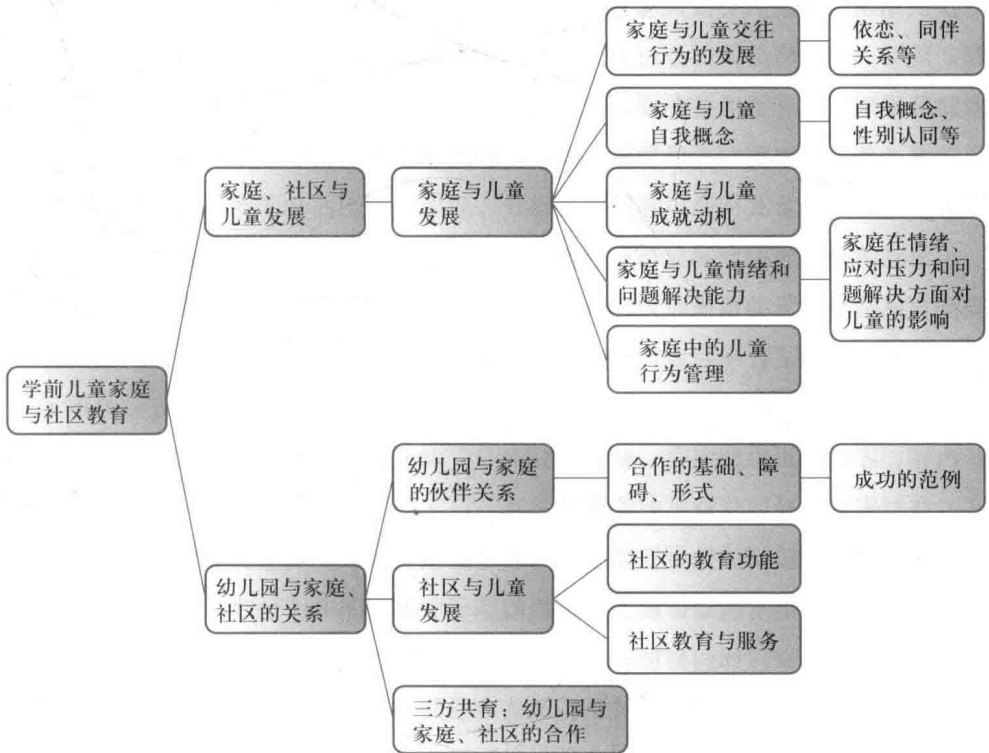 家庭与儿童交往
行为的发展
依恋、同伴
关系等
家庭与儿童
自我概念
自我概念、
性别认同等
家庭、社区与
儿童发展
家庭与儿童
发展
家庭与儿童
成就动机
家庭与儿童情绪和
问题解决能力
家庭在情绪、
应对压力和问
题解决方面对
儿童的影响
家庭中的儿童
行为管理
学前儿童家庭
与社区教育
幼儿园与家庭
的伙伴关系
合作的基础、障
碍、形式
成功的范例
幼儿园与家庭、
社区的关系
社区与儿童
发展
社区的教育功能
社区教育与服务
三方共育：幼儿园与
家庭、社区的合作